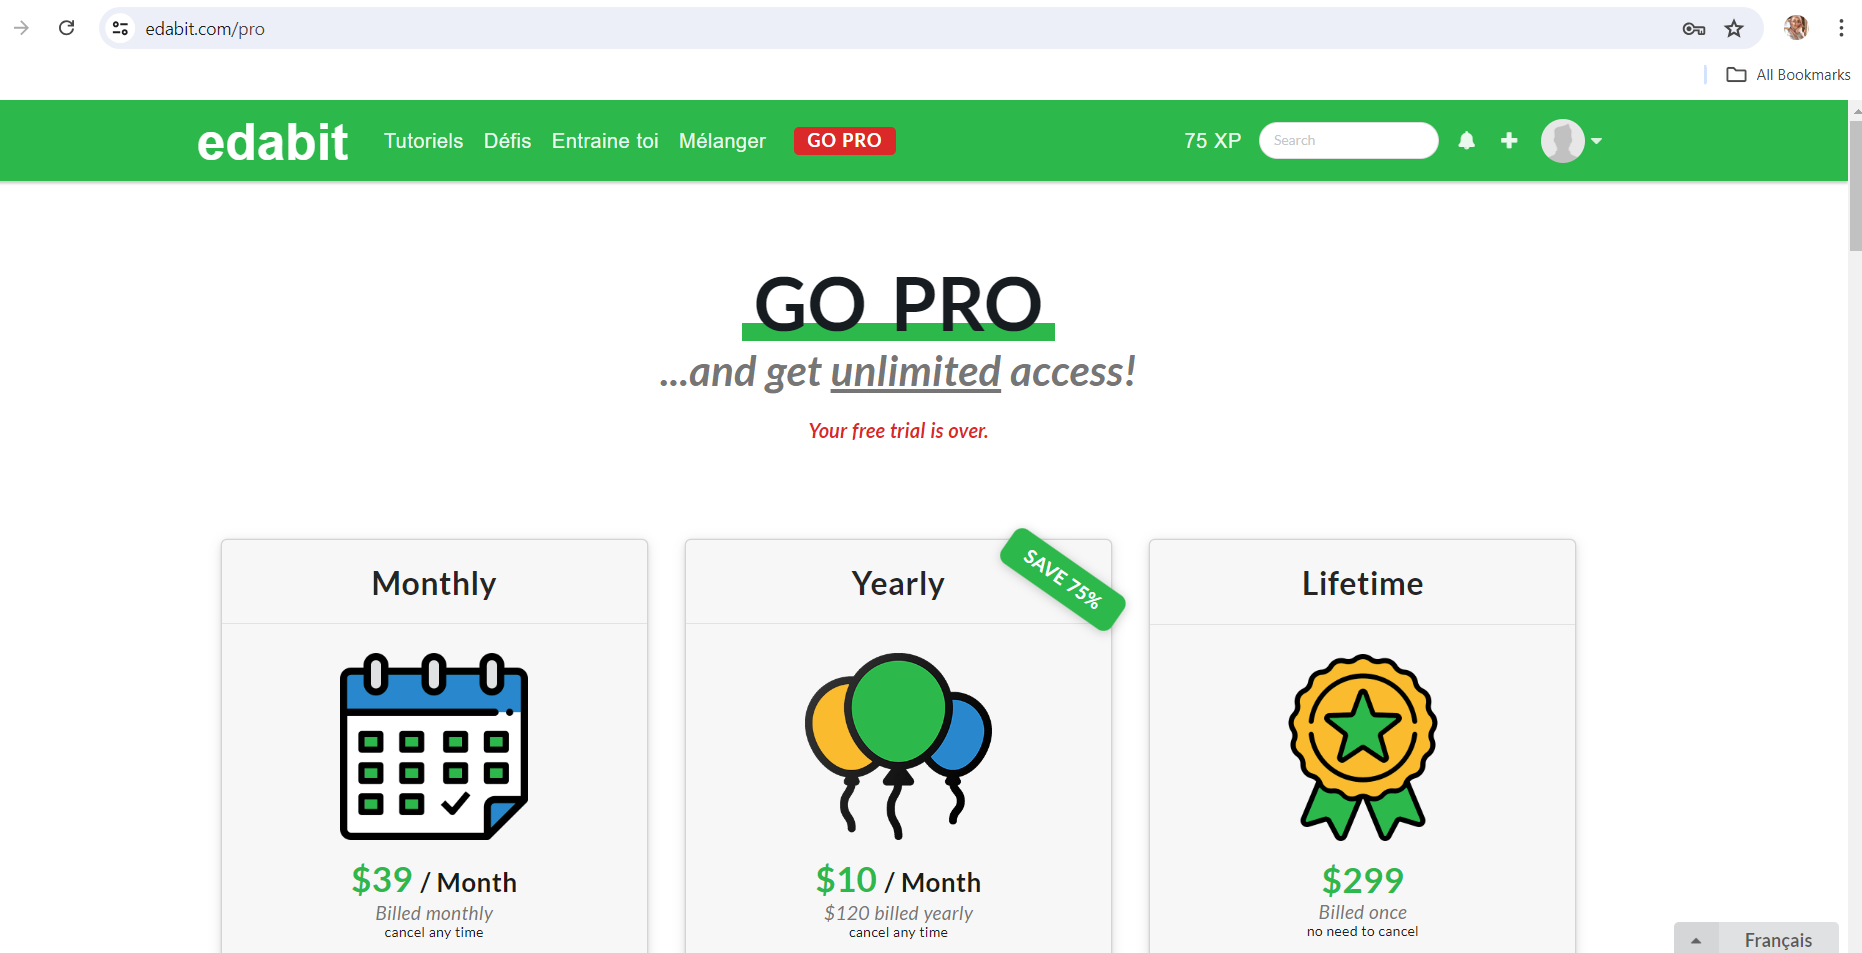 edabit.com/pro
All Bookmarks
edabit Tutoriels Défis Entraine toi Mélanger GO PRO 75 XP Search
GO PRO
...and get unlimited access!
Your free trial is over.
Monthly
$39 / Month
Billed monthly
cancel any time
Yearly
SAVE 75%
$10 / Month
$120 billed yearly
cancel any time
Lifetime
$299
Billed once
no need to cancel
Français